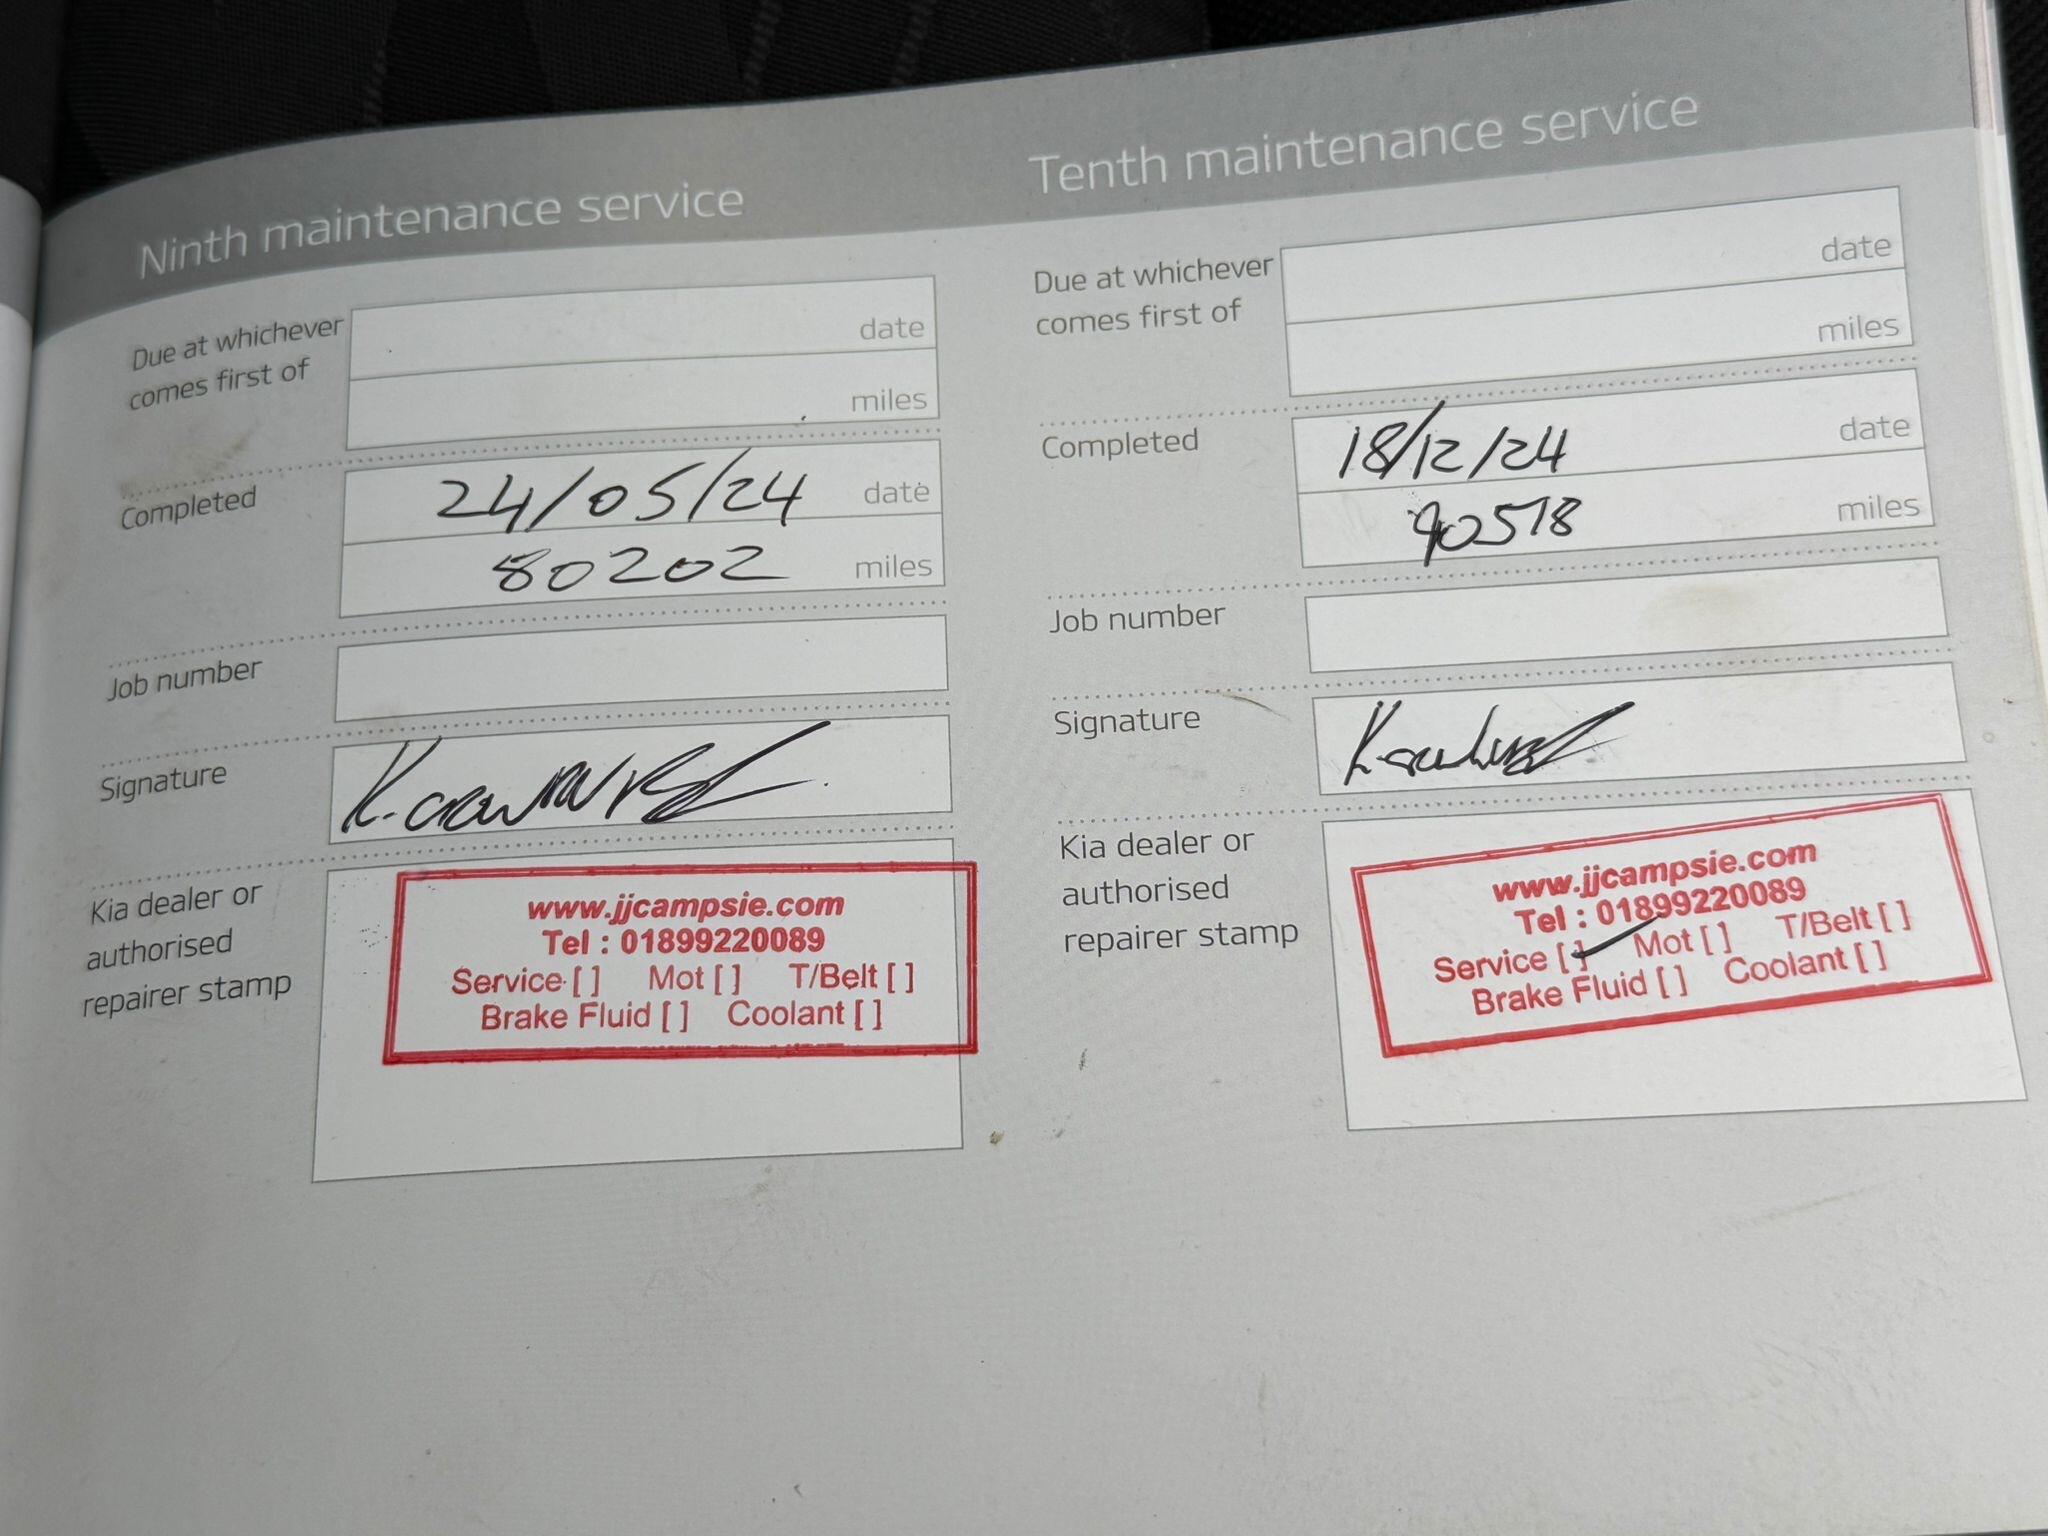 Ninth maintenance service
Due at whichever
comes first of
date
miles
Completed
24/05/24 date
80202 miles
Job number
Signature
Kia dealer or
authorised
repairer stamp
www.jjcampsie.com
Tel : 01899220089
Service [ ] Mot [ ] T/Belt [ ]
Brake Fluid [ ] Coolant [ ]
Tenth maintenance service
Due at whichever
comes first of
date
miles
Completed
18/12/24 date
90518 miles
Job number
Signature
Kia dealer or
authorised
repairer stamp
www.jjcampsie.com
Tel : 01899220089
Service [✓] Mot [ ] T/Belt [ ]
Brake Fluid [ ] Coolant [ ]